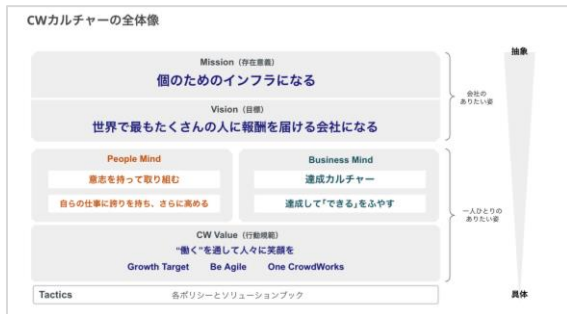 CWカルチャーの全体像
抽象
Mission（存在意義）
個のためのインフラになる
Vision（目標）
世界で最もたくさんの人に報酬を届ける会社になる
会社の
ありたい姿
People Mind
意志を持って取り組む
自らの仕事に誇りを持ち、さらに高める
Business Mind
達成カルチャー
達成して「できる」をふやす
一人ひとりの
ありたい姿
CW Value（行動規範）
“働く”を通して人々に笑顔を
Growth Target Be Agile One CrowdWorks
Tactics 各ポリシーとソリューションブック
具体